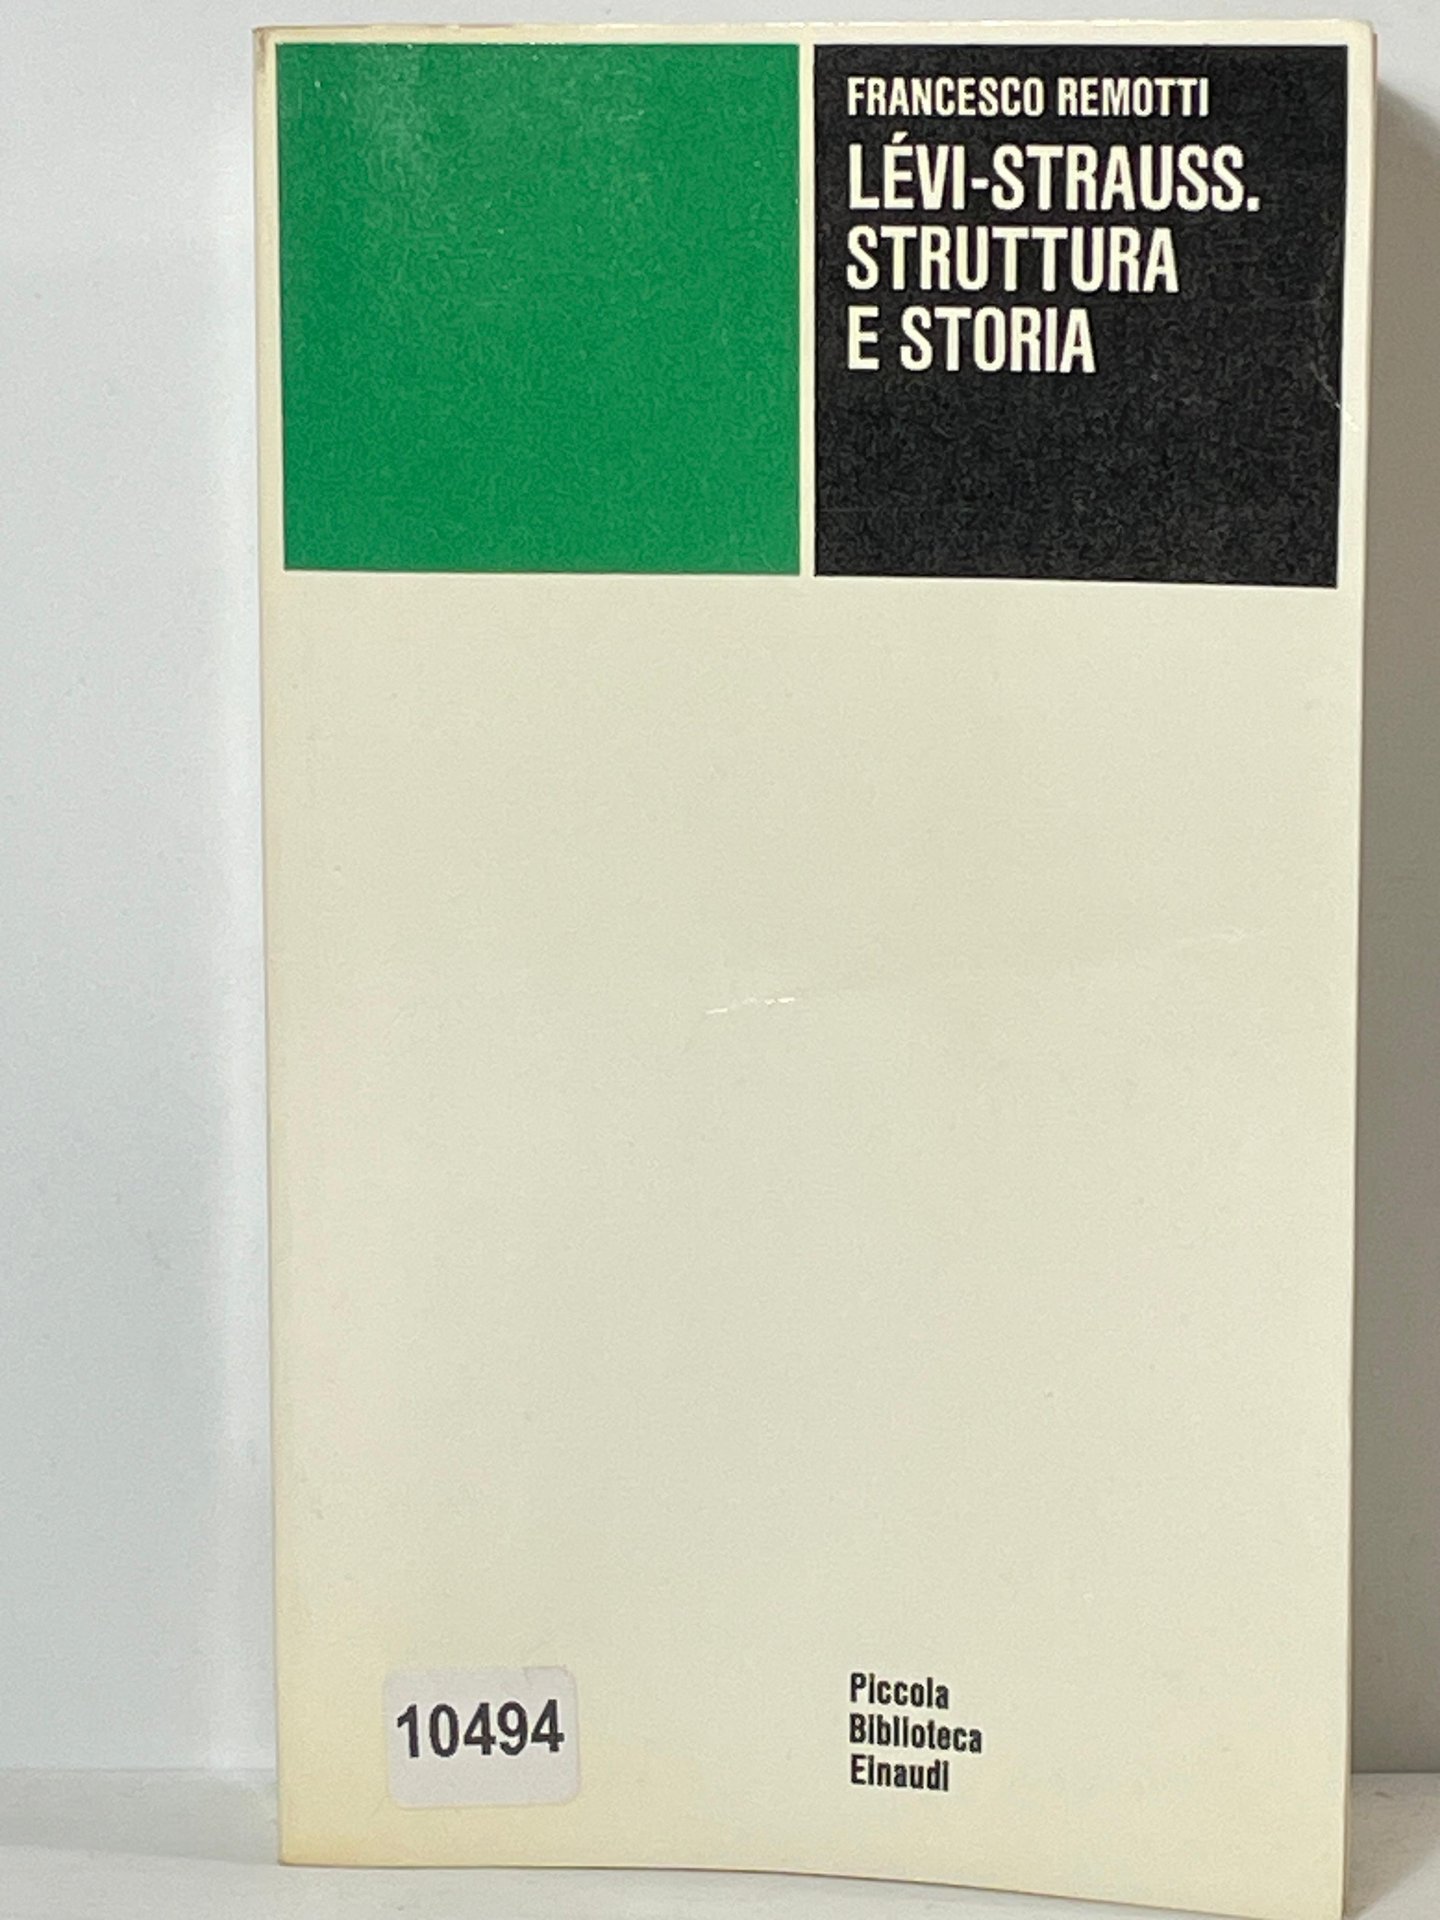 FRANCESCO REMOTTI
LÉVI-STRAUSS.
STRUTTURA
E STORIA
10494
Piccola
Biblioteca
Einaudi